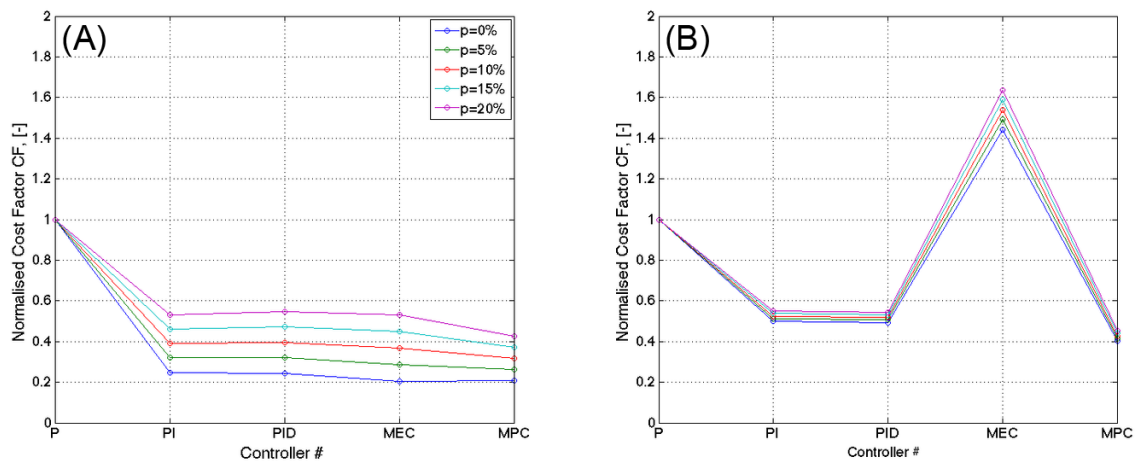 (A)
p=0%
p=5%
p=10%
p=15%
p=20%
2
1.8
1.6
1.4
1.2
1
0.8
0.6
0.4
0.2
0
Normalised Cost Factor CF, [-]
P
PI
PID
MEC
MPC
Controller #
(B)
2
1.8
1.6
1.4
1.2
1
0.8
0.6
0.4
0.2
0
Normalised Cost Factor CF, [-]
P
PI
PID
MEC
MPC
Controller #